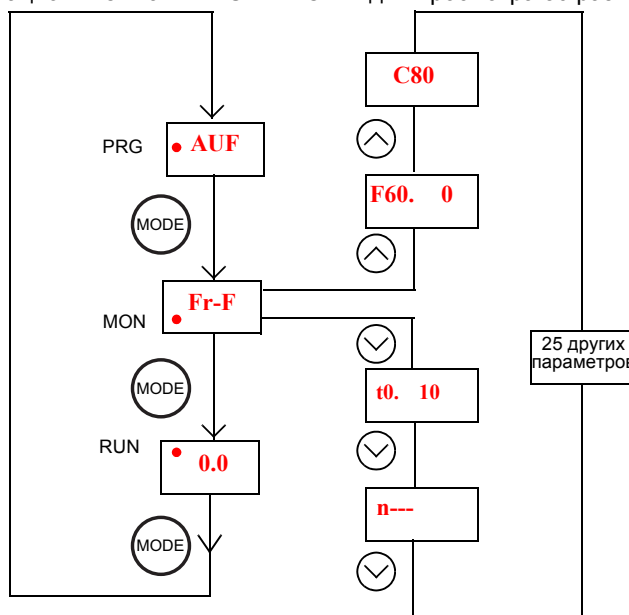 C80
PRG
AUF
F60. 0
MODE
Fr-F
MON
25 других
параметров
MODE
t0. 10
RUN
0.0
n---
MODE